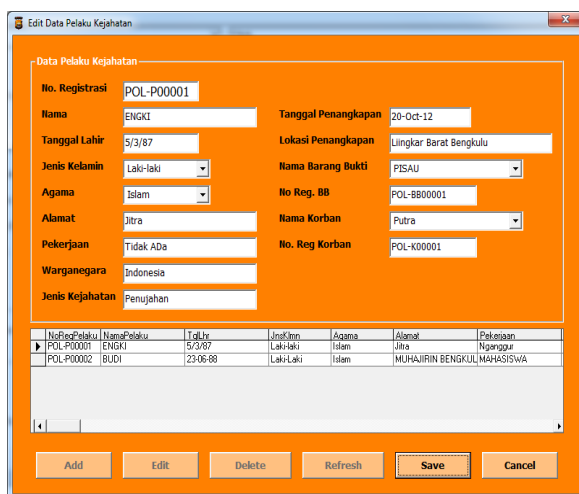 Edit Data Pelaku Kejahatan
x
Data Pelaku Kejahatan
No. Registrasi POL-P00001
Nama ENGKI Tanggal Penangkapan 20-Oct-12
Tanggal Lahir 5/3/87 Lokasi Penangkapan Liingkar Barat Bengkulu
Jenis Kelamin Laki-laki Nama Barang Bukti PISAU
Agama Islam No Reg. BB POL-BB00001
Alamat Jitra Nama Korban Putra
Pekerjaan Tidak ADa No. Reg Korban POL-K00001
Warganegara Indonesia
Jenis Kejahatan Penujahan
NoRegPelaku NamaPelaku TglLhr JnsKlmn Agama Alamat Pekerjaan
POL-P00001 ENGKI 5/3/87 Laki-laki Islam Jitra Nganggur
POL-P00002 BUDI 23-06-88 Laki-Laki Islam MUHAJIRIN BENGKUL MAHASISWA
Add Edit Delete Refresh Save Cancel